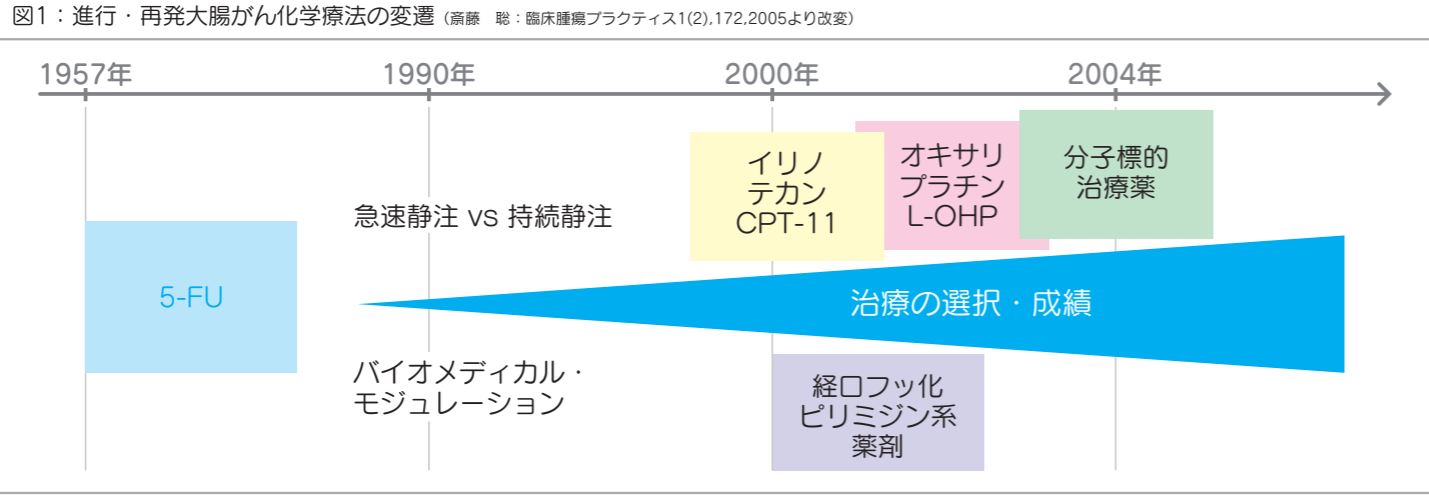 図1：進行・再発大腸がん化学療法の変遷（斎藤　聡：臨床腫瘍プラクティス1(2),172,2005より改変）
1957年
1990年
2000年
2004年
イリノ
テカン
CPT-11
オキサリ
プラチン
L-OHP
分子標的
治療薬
急速静注 vs 持続静注
5-FU
治療の選択・成績
バイオメディカル・
モジュレーション
経口フッ化
ピリミジン系
薬剤